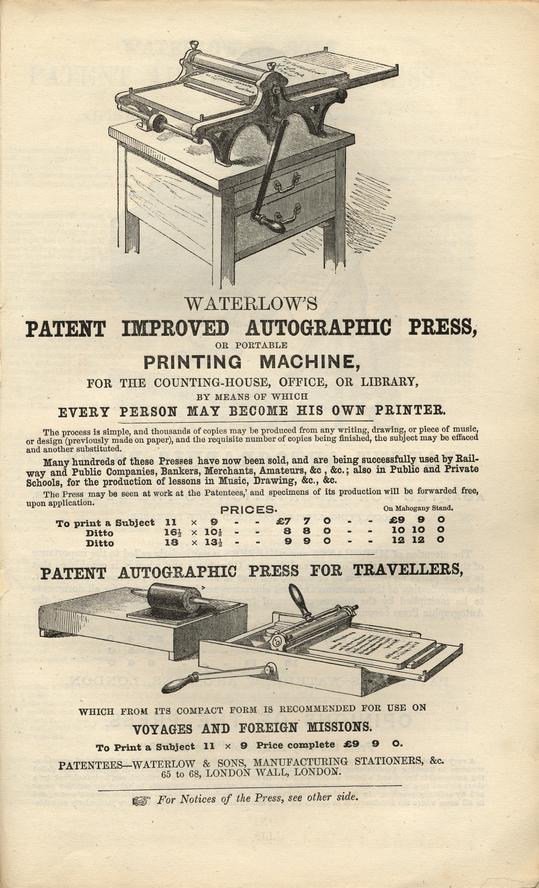 WATERLOW'S
PATENT IMPROVED AUTOGRAPHIC PRESS,
OR PORTABLE
PRINTING MACHINE,
FOR THE COUNTING-HOUSE, OFFICE, OR LIBRARY,
BY MEANS OF WHICH
EVERY PERSON MAY BECOME HIS OWN PRINTER.
The process is simple, and thousands of copies may be produced from any writing, drawing, or piece of music,
or design (previously made on paper), and the requisite number of copies being finished, the subject may be effaced
and another substituted.
Many hundreds of these Presses have now been sold, and are being successfully used by Rail-
way and Public Companies, Bankers, Merchants, Amateurs, &c , &c.; also in Public and Private
Schools, for the production of lessons in Music, Drawing, &c., &c.
The Press may be seen at work at the Patentees,' and specimens of its production will be forwarded free,
upon application.
PRICES. On Mahogany Stand.
To print a Subject 11 × 9 - - £7 7 0 - - £9 9 0
Ditto 16½ × 10½ - - 8 8 0 - - 10 10 0
Ditto 18 × 13½ - - 9 9 0 - - 12 12 0
PATENT AUTOGRAPHIC PRESS FOR TRAVELLERS,
WHICH FROM ITS COMPACT FORM IS RECOMMENDED FOR USE ON
VOYAGES AND FOREIGN MISSIONS.
To Print a Subject 11 × 9 Price complete £9 9 0.
PATENTEES—WATERLOW & SONS, MANUFACTURING STATIONERS, &c.
65 to 68, LONDON WALL, LONDON.
☞ For Notices of the Press, see other side.